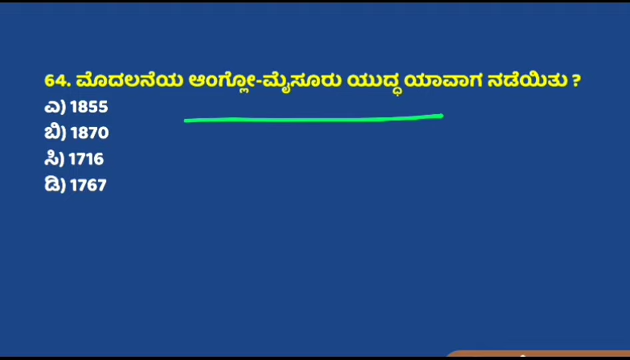 64. ಮೊದಲನೆಯ ಆಂಗ್ಲೋ-ಮೈಸೂರು ಯುದ್ಧ ಯಾವಾಗ ನಡೆಯಿತು ?
ಎ) 1855
ಬಿ) 1870
ಸಿ) 1716
ಡಿ) 1767